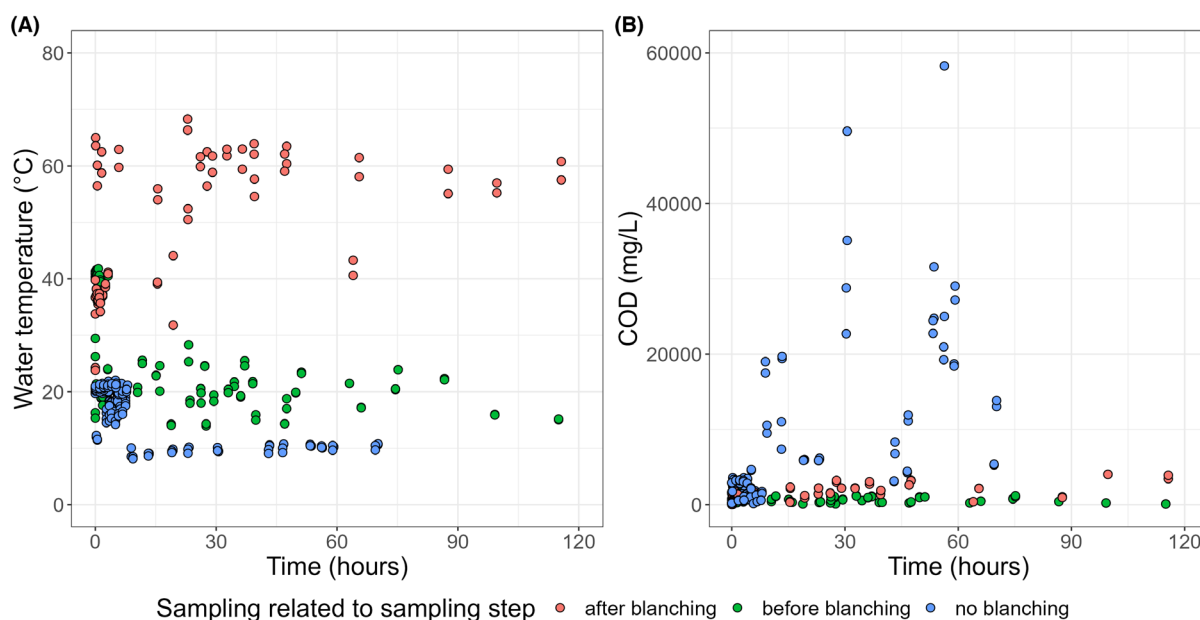 (A)
80
60
40
20
0
Water temperature (°C)
0 30 60 90 120
Time (hours)
(B)
60000
40000
20000
0
COD (mg/L)
0 30 60 90 120
Time (hours)
Sampling related to sampling step after blanching before blanching no blanching